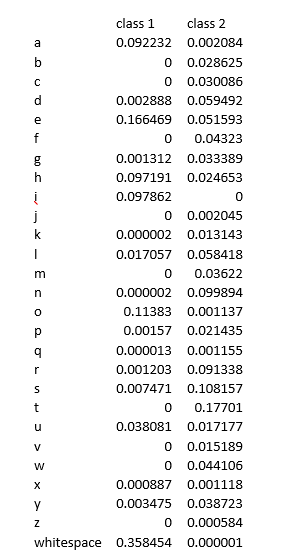 class 1 class 2
a 0.092232 0.002084
b 0 0.028625
c 0 0.030086
d 0.002888 0.059492
e 0.166469 0.051593
f 0 0.04323
g 0.001312 0.033389
h 0.097191 0.024653
i 0.097862 0
j 0 0.002045
k 0.000002 0.013143
l 0.017057 0.058418
m 0 0.03622
n 0.000002 0.099894
o 0.11383 0.001137
p 0.00157 0.021435
q 0.000013 0.001155
r 0.001203 0.091338
s 0.007471 0.108157
t 0 0.17701
u 0.038081 0.017177
v 0 0.015189
w 0 0.044106
x 0.000887 0.001118
y 0.003475 0.038723
z 0 0.000584
whitespace 0.358454 0.000001